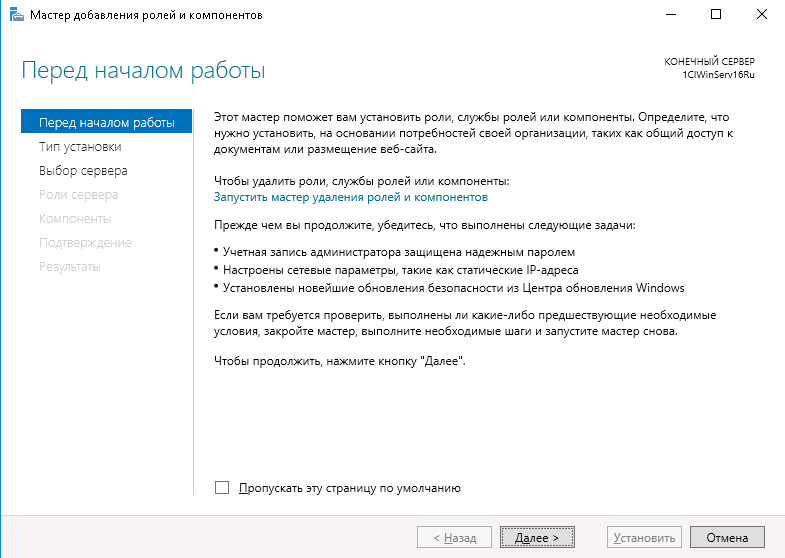 Мастер добавления ролей и компонентов
Перед началом работы
КОНЕЧНЫЙ СЕРВЕР
1ClWinServ16Ru
Перед началом работы
Тип установки
Выбор сервера
Роли сервера
Компоненты
Подтверждение
Результаты
Этот мастер поможет вам установить роли, службы ролей или компоненты. Определите, что
нужно установить, на основании потребностей своей организации, таких как общий доступ к
документам или размещение веб-сайта.
Чтобы удалить роли, службы ролей или компоненты:
Запустить мастер удаления ролей и компонентов
Прежде чем вы продолжите, убедитесь, что выполнены следующие задачи:
• Учетная запись администратора защищена надежным паролем
• Настроены сетевые параметры, такие как статические IP-адреса
• Установлены новейшие обновления безопасности из Центра обновления Windows
Если вам требуется проверить, выполнены ли какие-либо предшествующие необходимые
условия, закройте мастер, выполните необходимые шаги и запустите мастер снова.
Чтобы продолжить, нажмите кнопку "Далее".
Пропускать эту страницу по умолчанию
< Назад
Далее >
Установить
Отмена